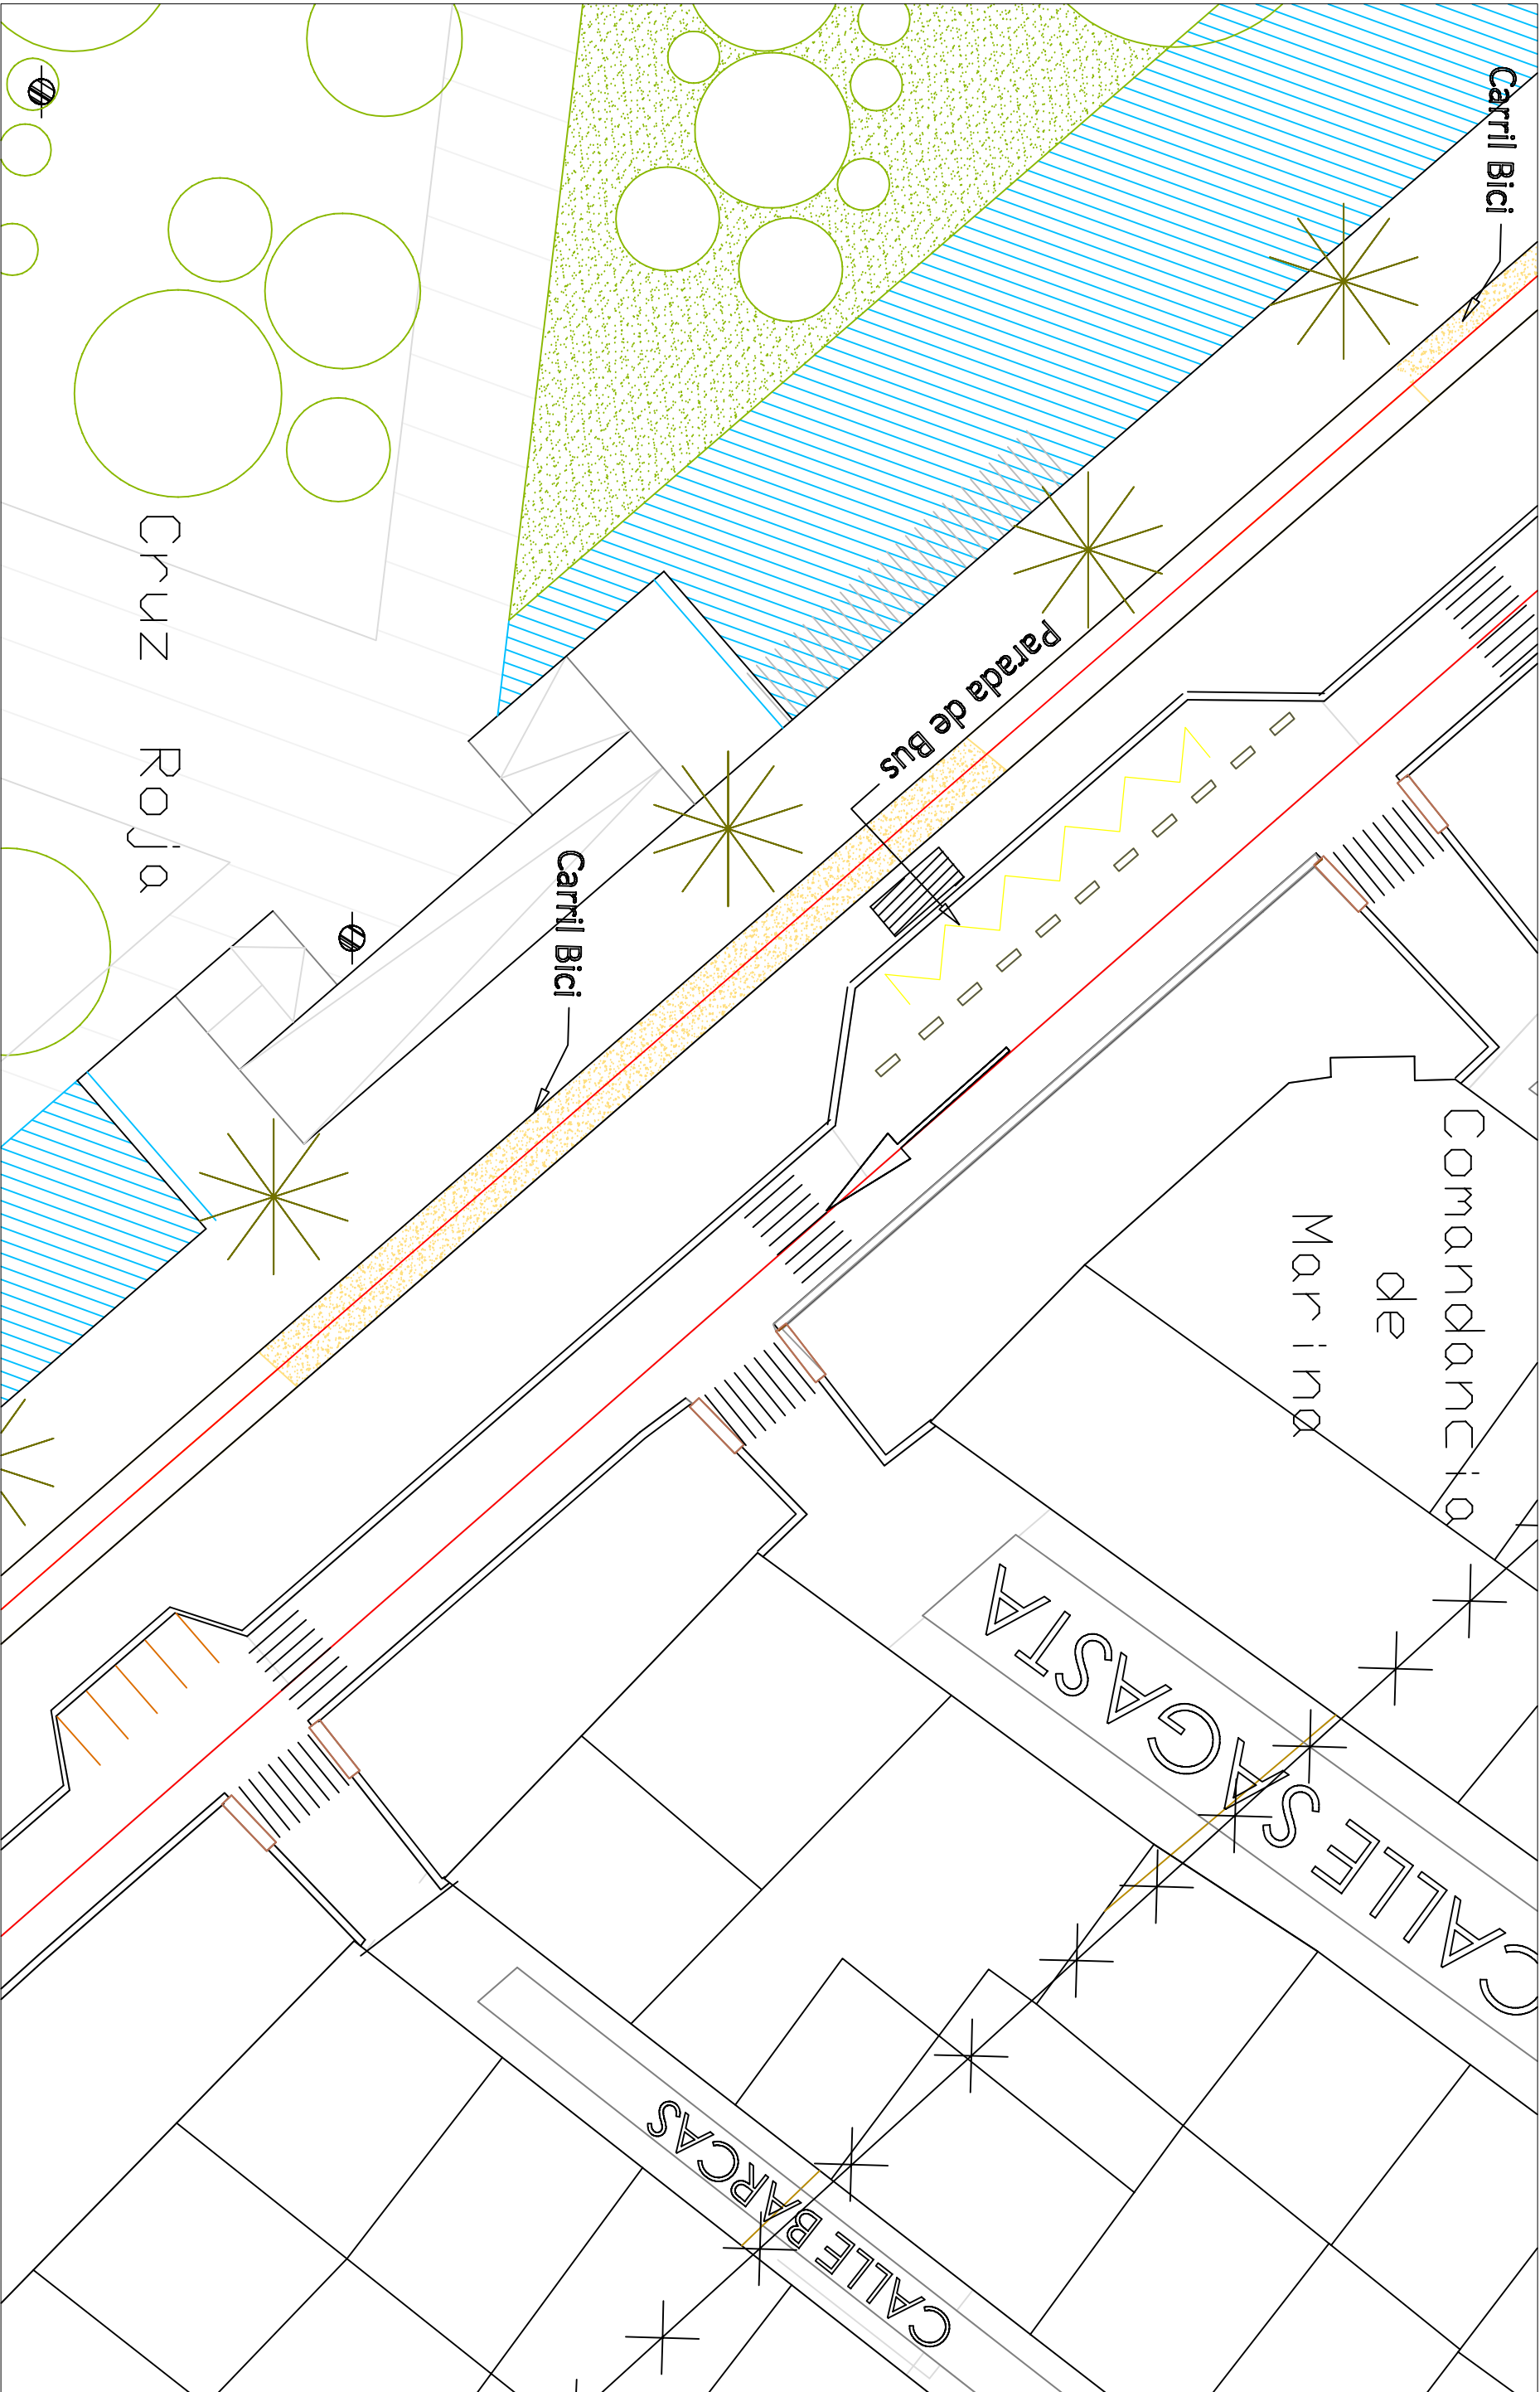 Carril Bici
Parada de Bus
Cruz Roja
Carril Bici
Comandancia
de
Marina
CALLE SAGASTA
CALLE BARCAS